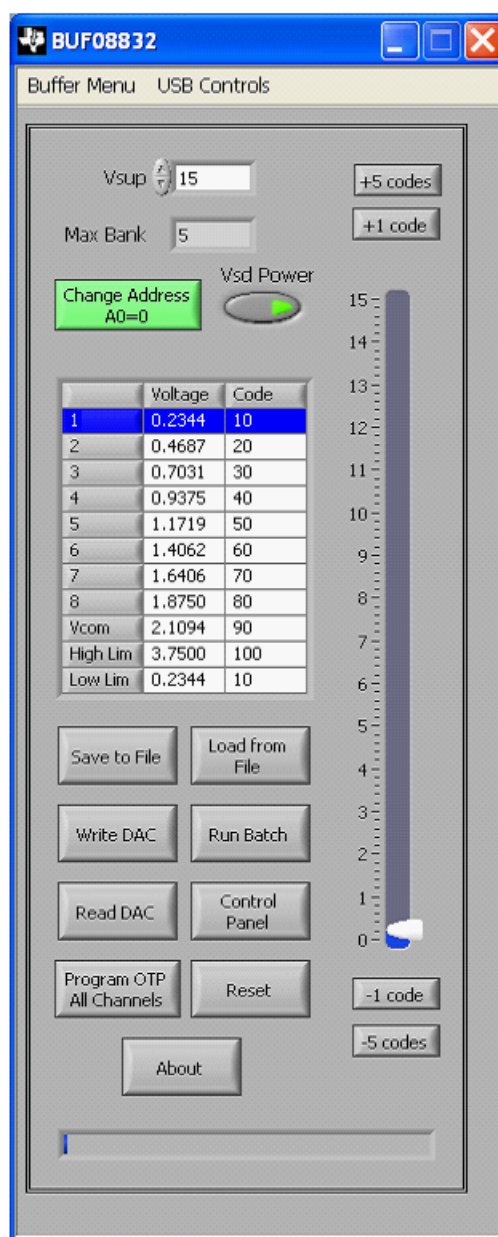 BUF08832
Buffer Menu USB Controls
Vsup 15
+5 codes
Max Bank 5
+1 code
Change Address
A0=0
Vsd Power
Voltage Code
1 0.2344 10
2 0.4687 20
3 0.7031 30
4 0.9375 40
5 1.1719 50
6 1.4062 60
7 1.6406 70
8 1.8750 80
Vcom 2.1094 90
High Lim 3.7500 100
Low Lim 0.2344 10
15
14
13
12
11
10
9
8
7
6
5
4
3
2
1
0
Save to File
Load from
File
Write DAC
Run Batch
Read DAC
Control
Panel
Program OTP
All Channels
Reset
-1 code
-5 codes
About